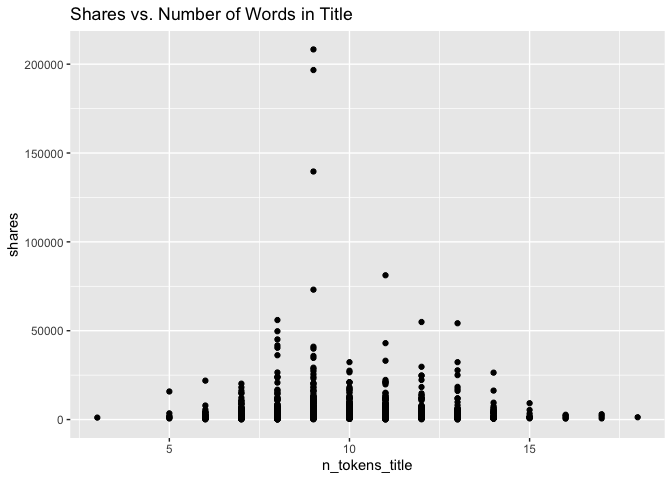 Shares vs. Number of Words in Title
200000
150000
100000
50000
0
shares
5 10 15
n_tokens_title